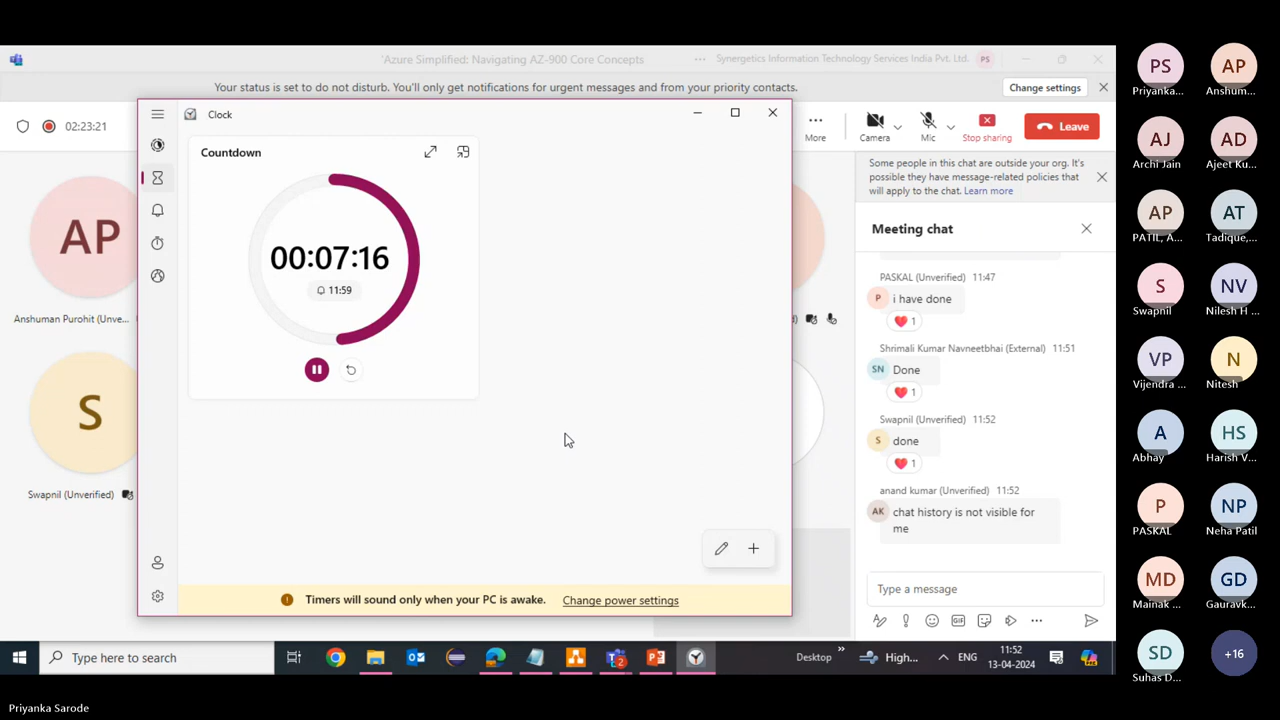 'Azure Simplified: Navigating AZ-900 Core Concepts
Synergetics Information Technology Services India Pvt. Ltd.
PS
Your status is set to do not disturb. You'll only get notifications for urgent messages and from your priority contacts.
Change settings
02:23:21
Clock
More
Camera
Mic
Stop sharing
Leave
Countdown
00:07:16
11:59
AP
Anshuman Purohit (Unve...
S
Swapnil (Unverified)
Timers will sound only when your PC is awake.
Change power settings
Some people in this chat are outside your org. It's
possible they have message-related policies that
will apply to the chat. Learn more
Meeting chat
PASKAL (Unverified) 11:47
P
i have done
1
Shrimali Kumar Navneetbhai (External) 11:51
SN
Done
1
Swapnil (Unverified) 11:52
S
done
1
anand kumar (Unverified) 11:52
AK
chat history is not visible for
me
Type a message
GIF
Type here to search
2
Desktop
High...
ENG
11:52
13-04-2024
PS
Priyanka...
AP
Anshum...
AJ
Archi Jain
AD
Ajeet Ku...
AP
PATIL, A...
AT
Tadique,...
S
Swapnil
NV
Nilesh H ...
VP
Vijendra ...
N
Nitesh
A
Abhay
HS
Harish V...
P
PASKAL
NP
Neha Patil
MD
Mainak ...
GD
Gauravk...
SD
Suhas D...
+16
Priyanka Sarode